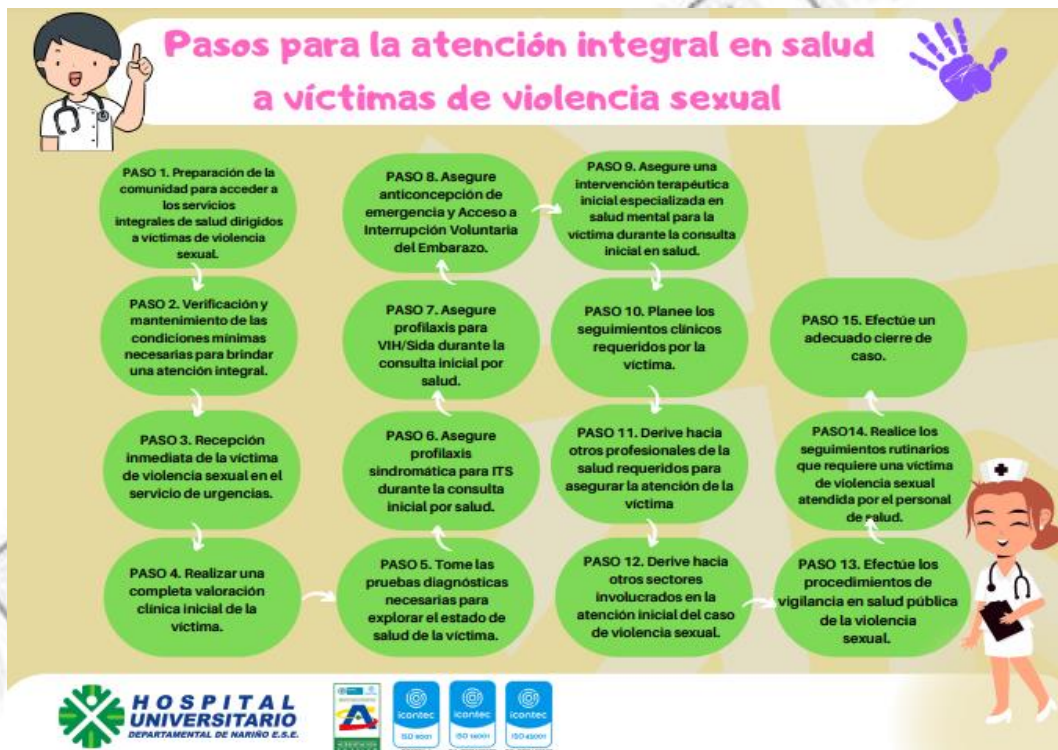 Pasos para la atención integral en salud
a víctimas de violencia sexual
PASO 1. Preparación de la
comunidad para acceder a
los servicios
integrales de salud dirigidos
a víctimas de violencia
sexual.
PASO 2. Verificación y
mantenimiento de las
condiciones mínimas
necesarias para brindar
una atención integral.
PASO 3. Recepción
inmediata de la víctima
de violencia sexual en el
servicio de urgencias.
PASO 4. Realizar una
completa valoración
clínica inicial de la
víctima.
PASO 5. Tome las
pruebas diagnósticas
necesarias para
explorar el estado de
salud de la víctima.
PASO 6. Asegure
profilaxis
sindromática para ITS
durante la consulta
inicial por salud.
PASO 7. Asegure
profilaxis para
VIH/Sida durante la
consulta inicial por
salud.
PASO 8. Asegure
anticoncepción de
emergencia y Acceso a
Interrupción Voluntaria
del Embarazo.
PASO 9. Asegure una
intervención terapéutica
inicial especializada en
salud mental para la
víctima durante la consulta
inicial en salud.
PASO 10. Planee los
seguimientos clínicos
requeridos por la
víctima.
PASO 11. Derive hacia
otros profesionales de la
salud requeridos para
asegurar la atención de la
víctima
PASO 12. Derive hacia
otros sectores
involucrados en la
atención inicial del caso
de violencia sexual.
PASO 13. Efectúe los
procedimientos de
vigilancia en salud pública
de la violencia
sexual.
PASO14. Realice los
seguimientos rutinarios
que requiere una víctima
de violencia sexual
atendida por el personal
de salud.
PASO 15. Efectúe un
adecuado cierre de
caso.
HOSPITAL
UNIVERSITARIO
DEPARTAMENTAL DE NARIÑO E.S.E.
icontec
ISO 9001
icontec
ISO 14001
icontec
ISO 45001